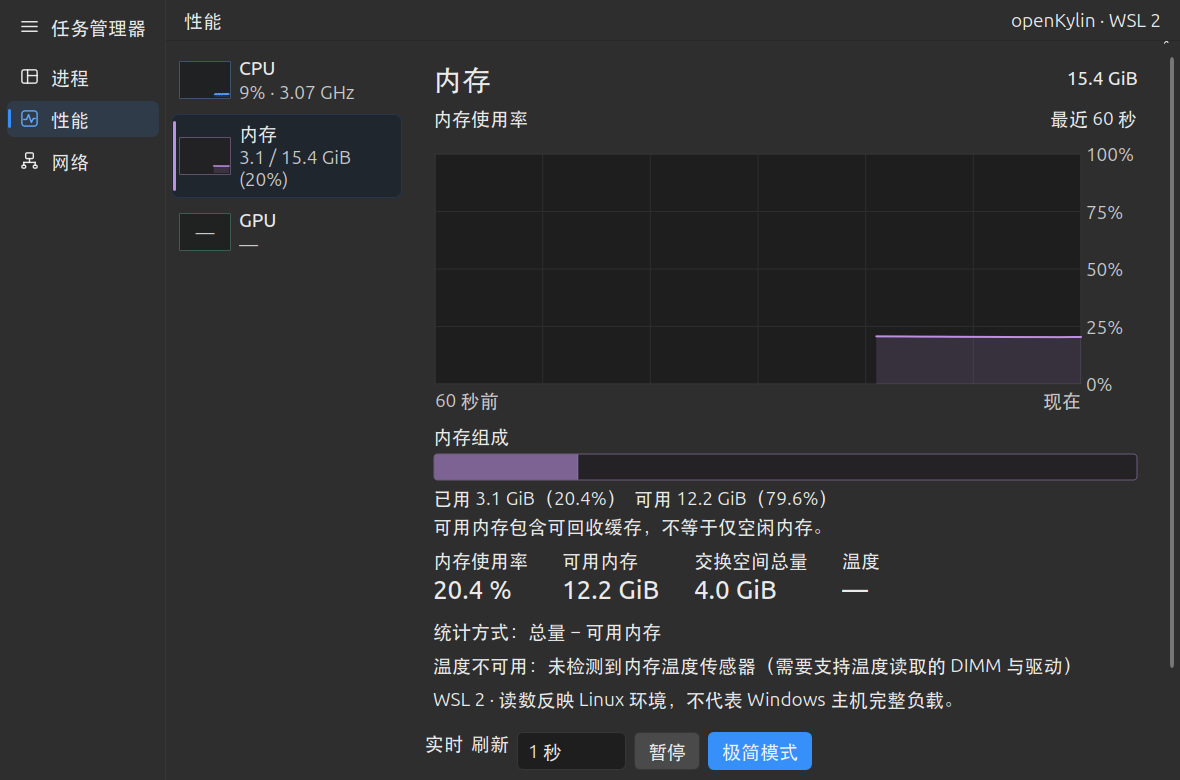 任务管理器
进程
性能
网络
性能
openKylin · WSL 2
CPU
9% · 3.07 GHz
内存
3.1 / 15.4 GiB
(20%)
GPU
—
—
内存
15.4 GiB
内存使用率
最近 60 秒
100%
75%
50%
25%
0%
60 秒前
现在
内存组成
已用 3.1 GiB（20.4%） 可用 12.2 GiB（79.6%）
可用内存包含可回收缓存，不等于仅空闲内存。
内存使用率 可用内存 交换空间总量 温度
20.4 % 12.2 GiB 4.0 GiB —
统计方式：总量 − 可用内存
温度不可用：未检测到内存温度传感器（需要支持温度读取的 DIMM 与驱动）
WSL 2 · 读数反映 Linux 环境，不代表 Windows 主机完整负载。
实时 刷新 1 秒 暂停 极简模式